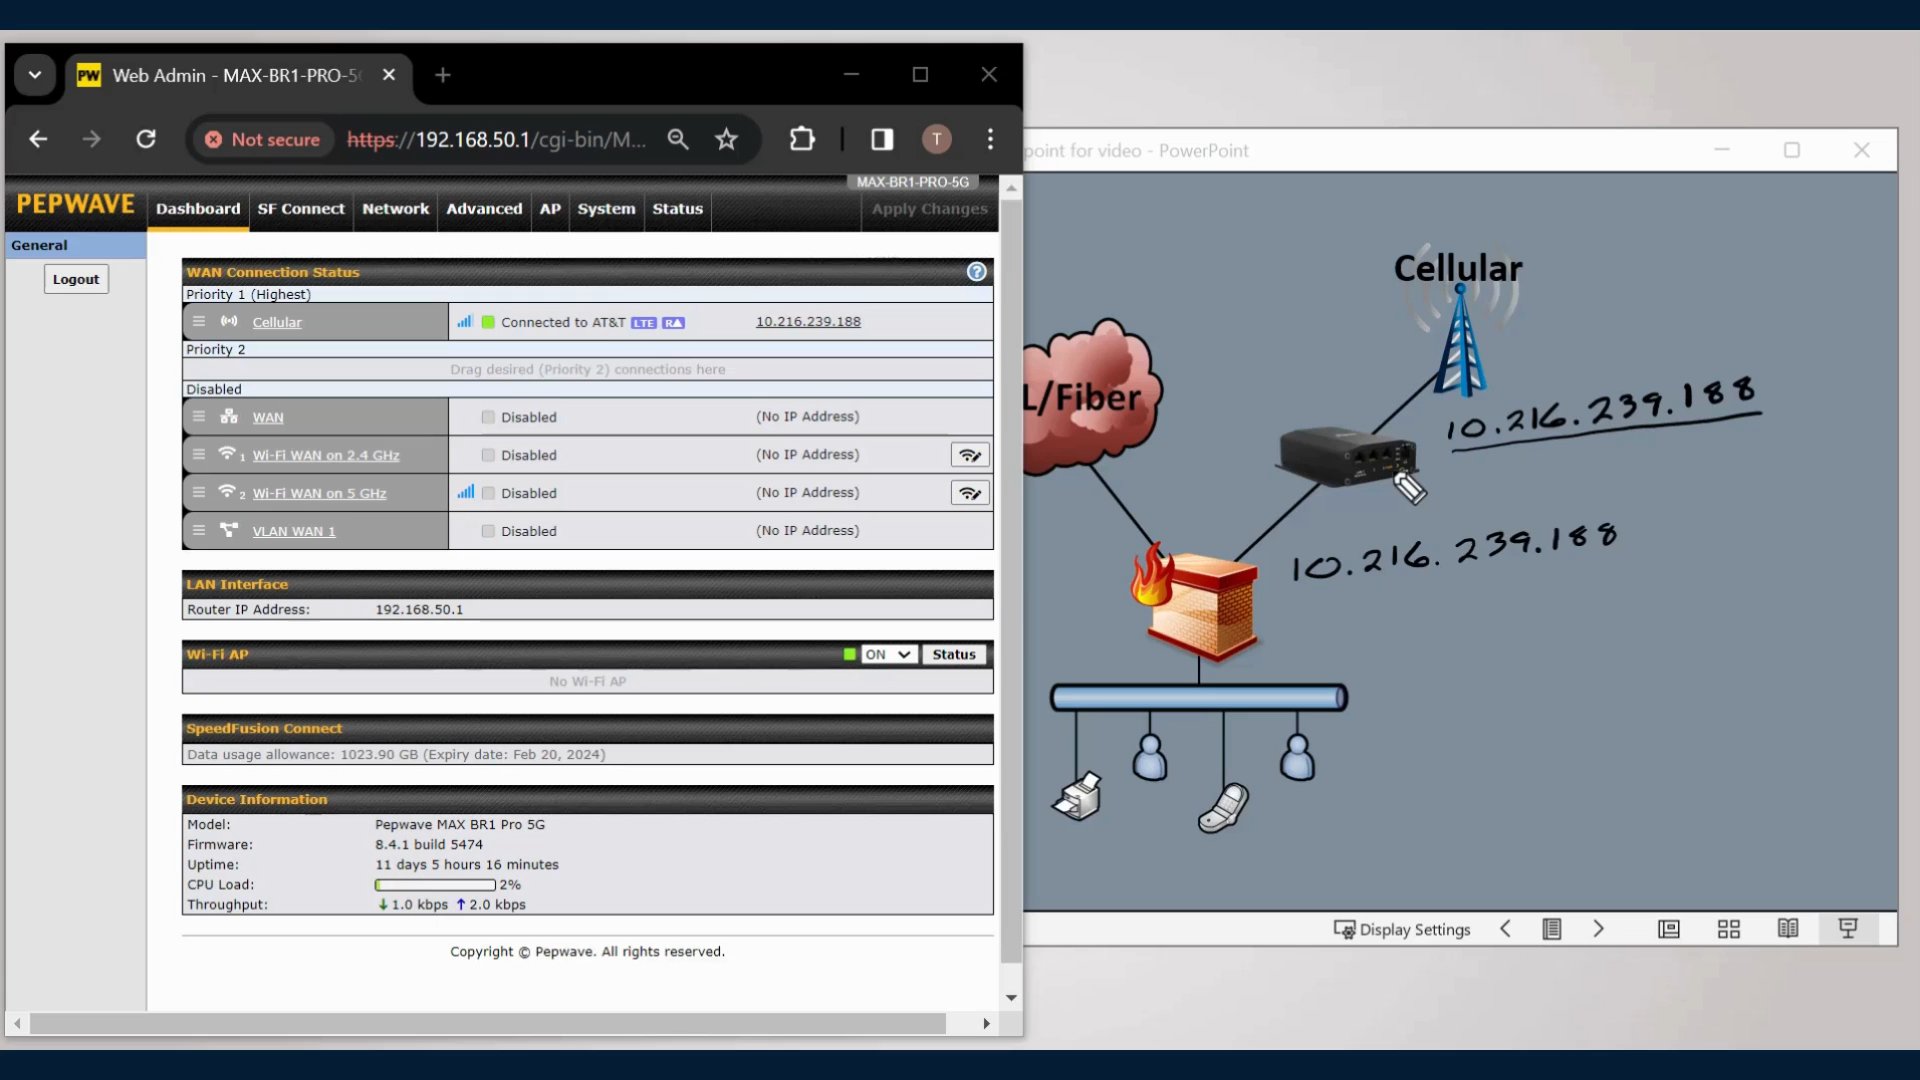 PW Web Admin - MAX-BR1-PRO-5
Not secure https://192.168.50.1/cgi-bin/M... T
MAX-BR1-PRO-5G
PEPWAVE Dashboard SF Connect Network Advanced AP System Status Apply Changes
General
Logout
WAN Connection Status ?
Priority 1 (Highest)
Cellular Connected to AT&T LTE RA 10.216.239.188
Priority 2
Drag desired (Priority 2) connections here
Disabled
WAN Disabled (No IP Address)
1 Wi-Fi WAN on 2.4 GHz Disabled (No IP Address)
2 Wi-Fi WAN on 5 GHz Disabled (No IP Address)
VLAN WAN 1 Disabled (No IP Address)
LAN Interface
Router IP Address: 192.168.50.1
Wi-Fi AP ON Status
No Wi-Fi AP
SpeedFusion Connect
Data usage allowance: 1023.90 GB (Expiry date: Feb 20, 2024)
Device Information
Model: Pepwave MAX BR1 Pro 5G
Firmware: 8.4.1 build 5474
Uptime: 11 days 5 hours 16 minutes
CPU Load: 2%
Throughput: 1.0 kbps 2.0 kbps
Copyright © Pepwave. All rights reserved.
point for video - PowerPoint
Cellular
L/Fiber
10.216.239.188
10.216.239.188
Display Settings